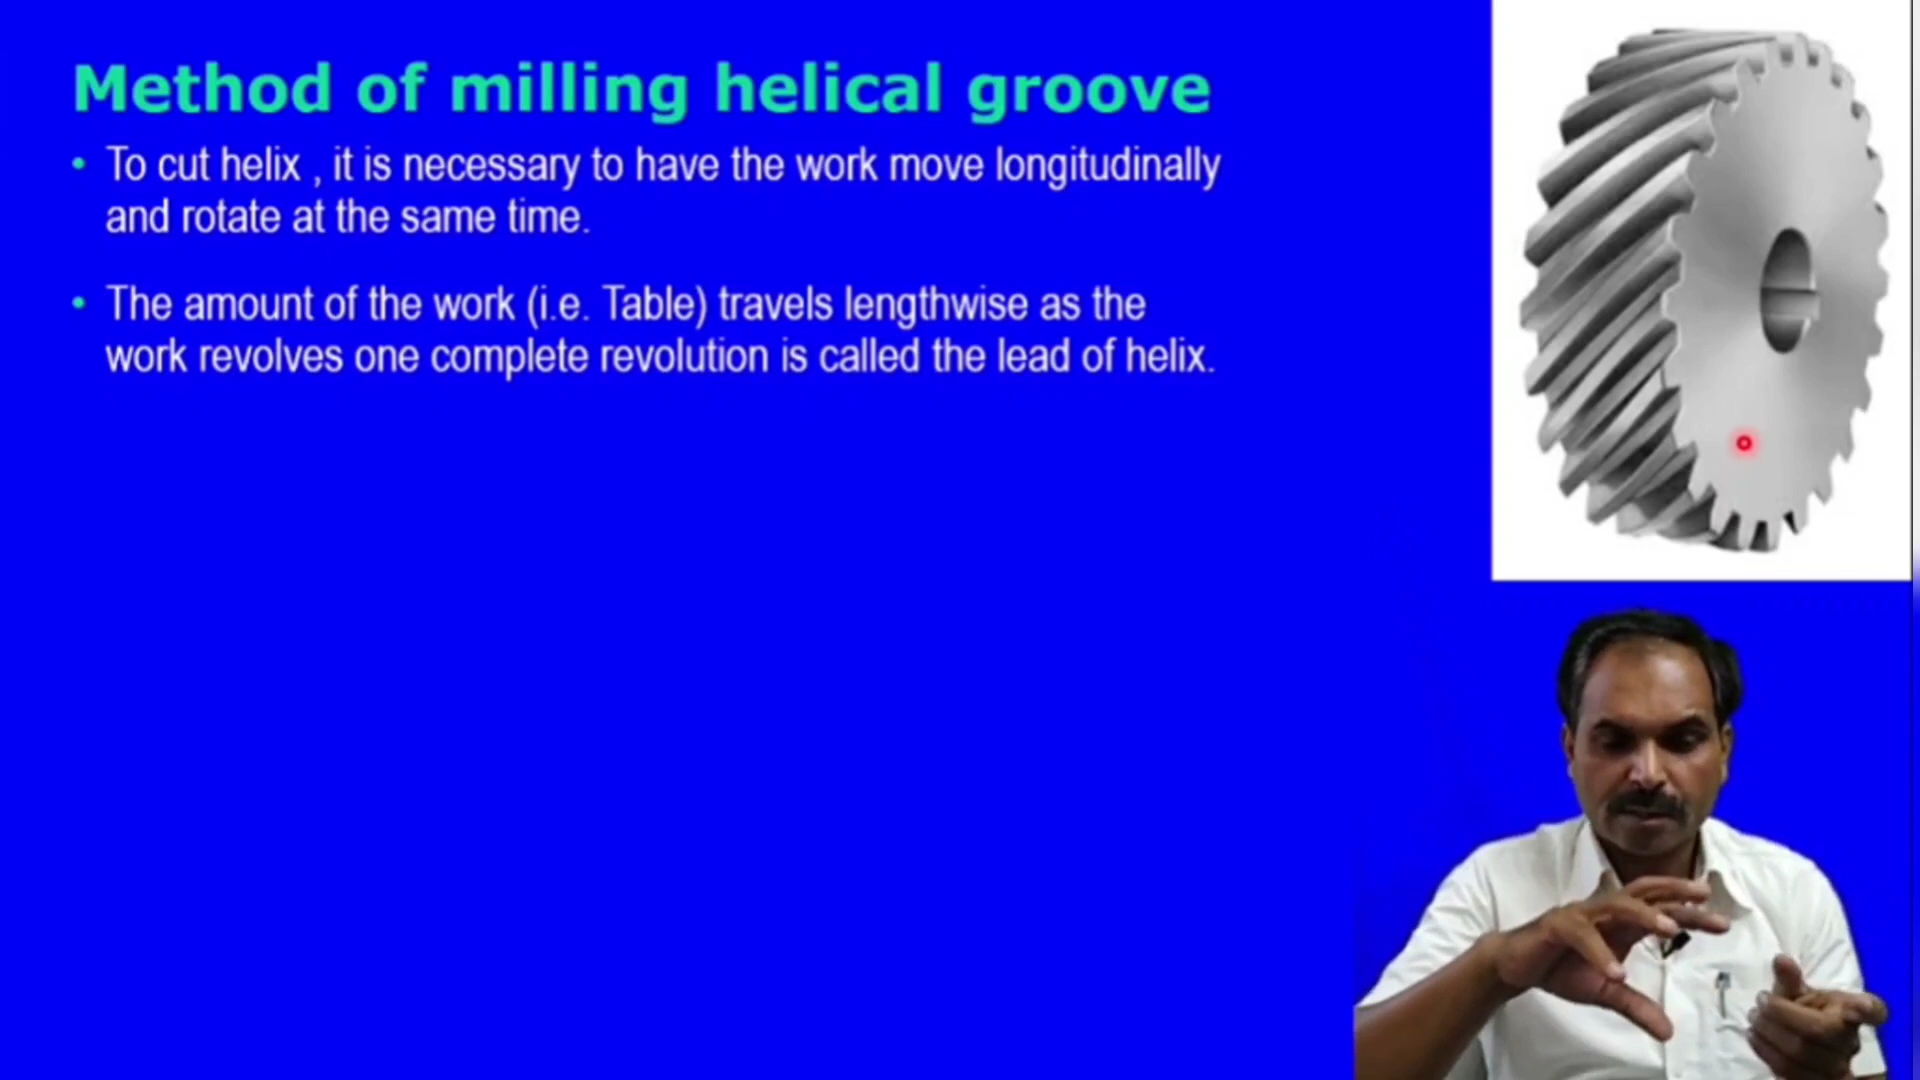 Method of milling helical groove
• To cut helix , it is necessary to have the work move longitudinally
and rotate at the same time.
• The amount of the work (i.e. Table) travels lengthwise as the
work revolves one complete revolution is called the lead of helix.